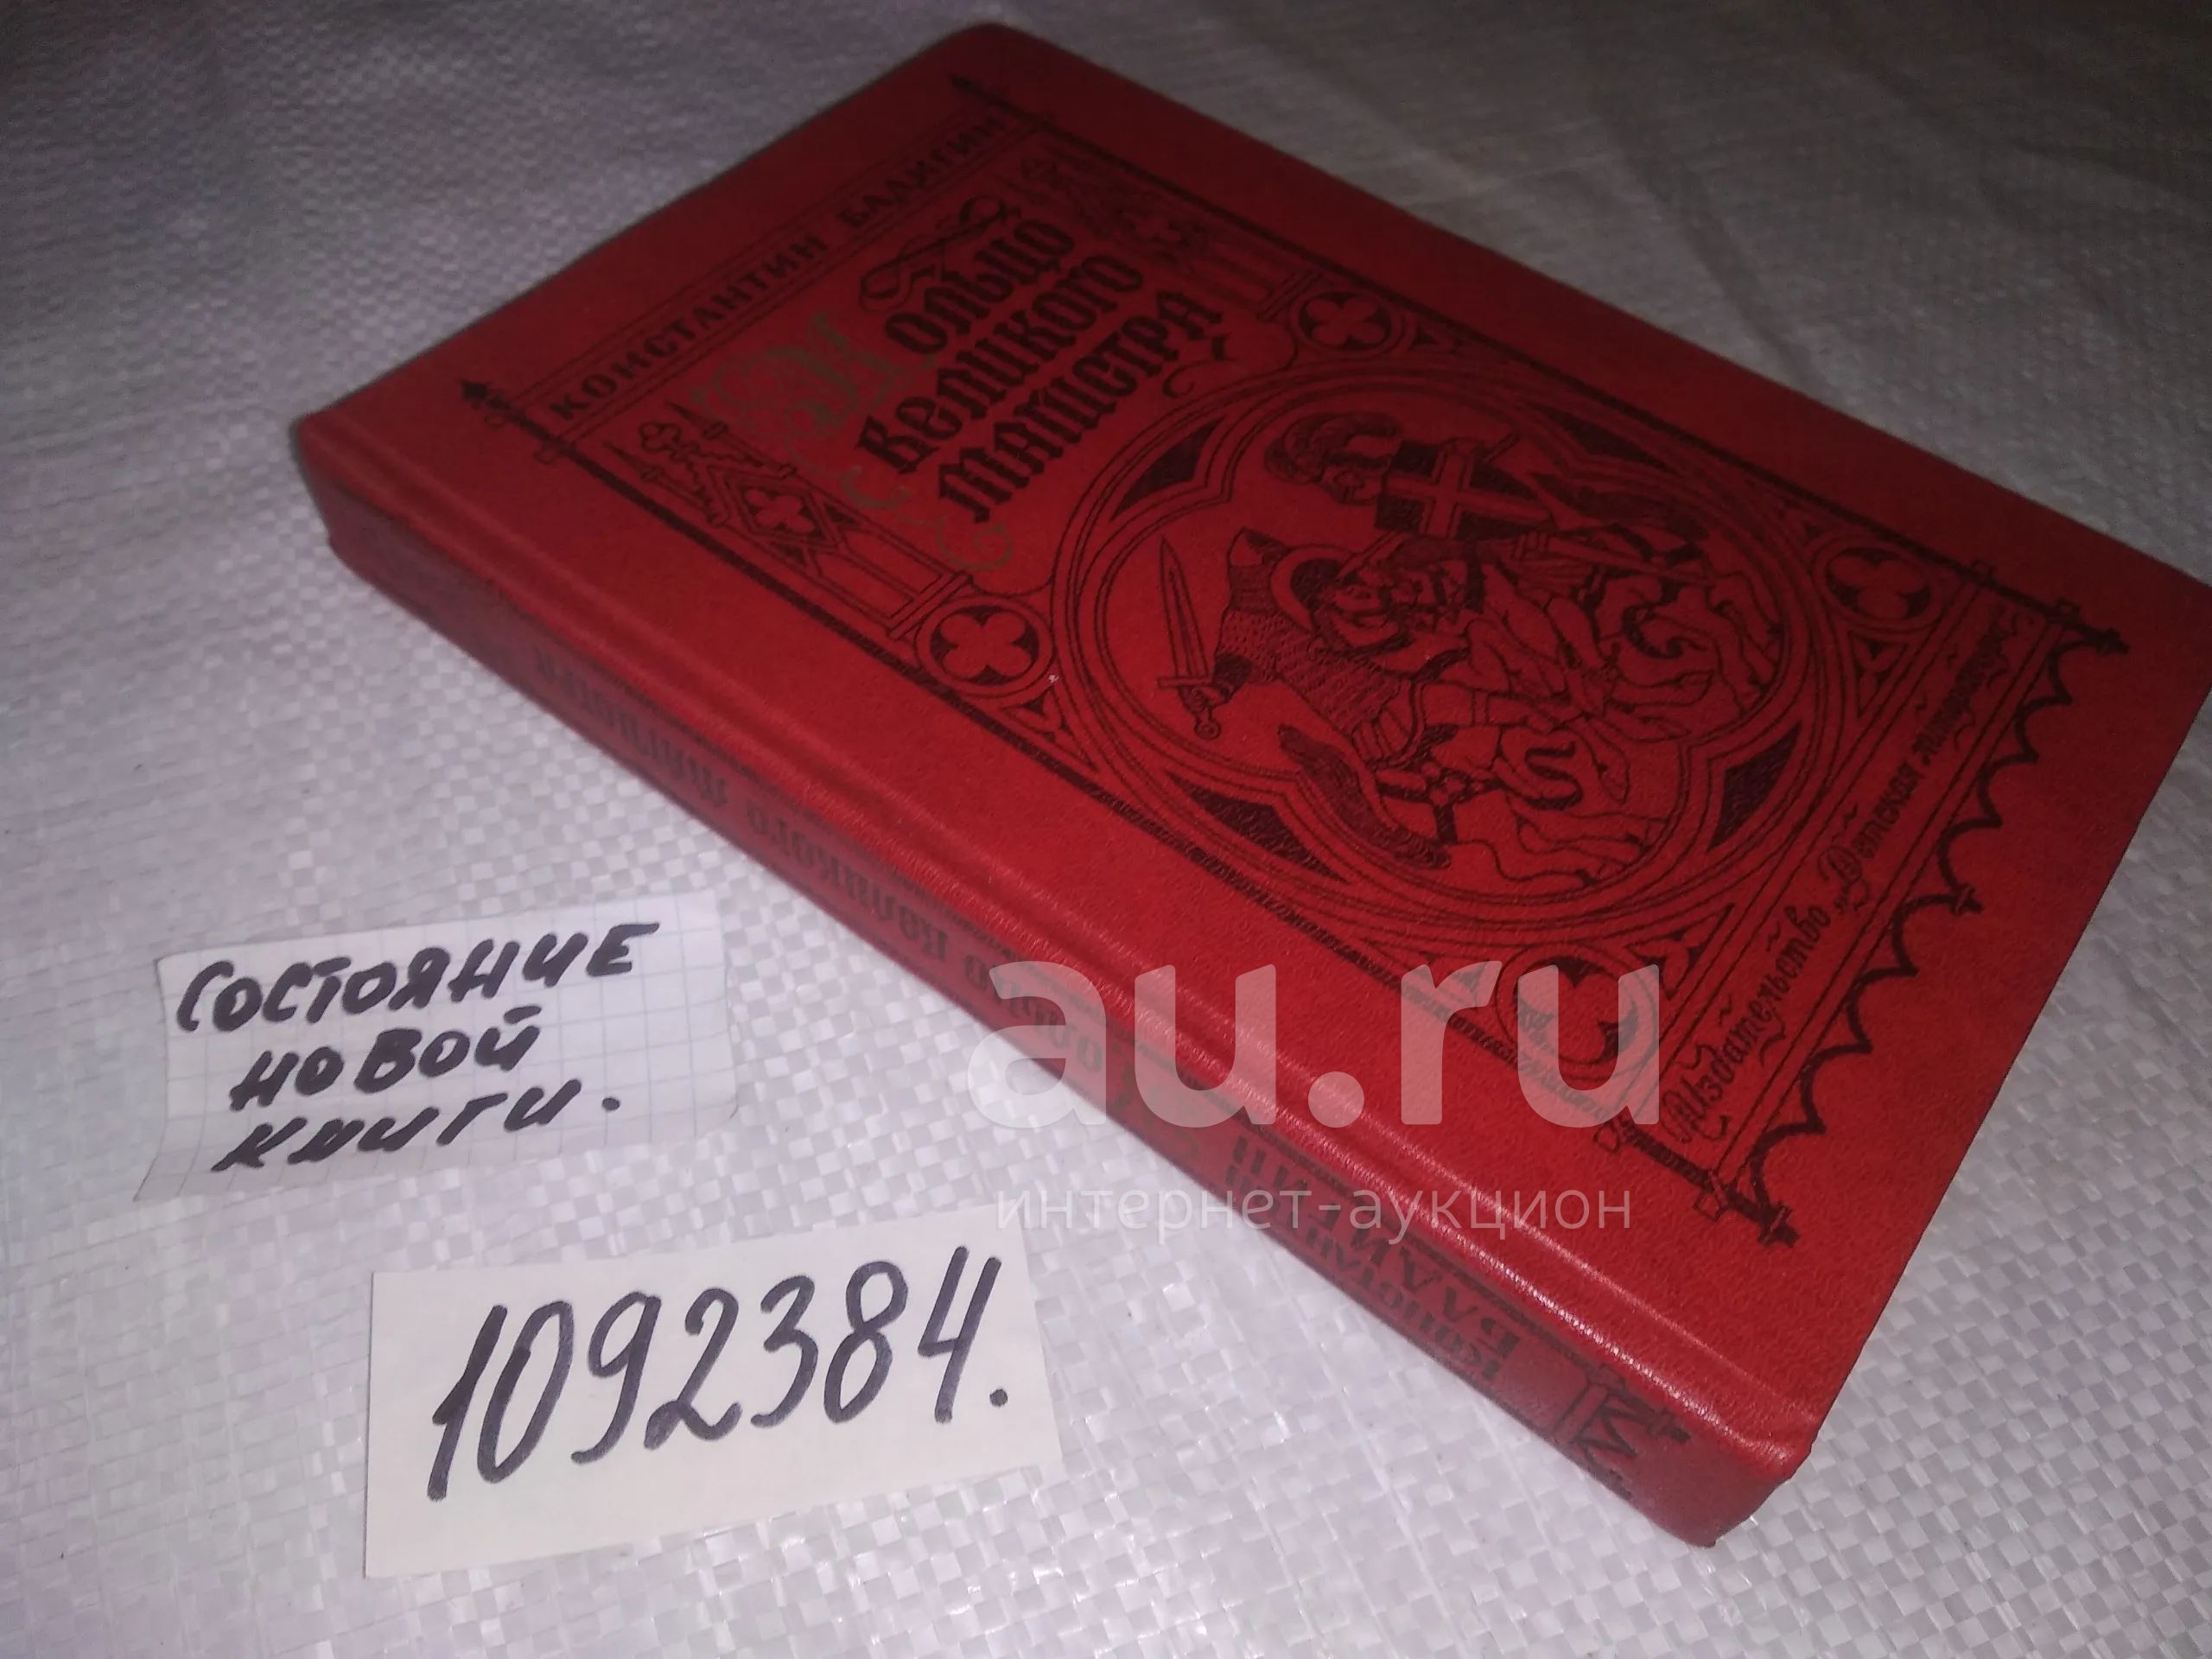 КОНСТАНТИН БАДИГИН
Кольцо
Великого
Магистра
Издательство „Детская литература“
Кольцо Великого Магистра
Константин
БАДИГИН
СОСТОЯНИЕ
НОВОЙ
КНИГИ.
1092384.
au.ru
интернет-аукцион